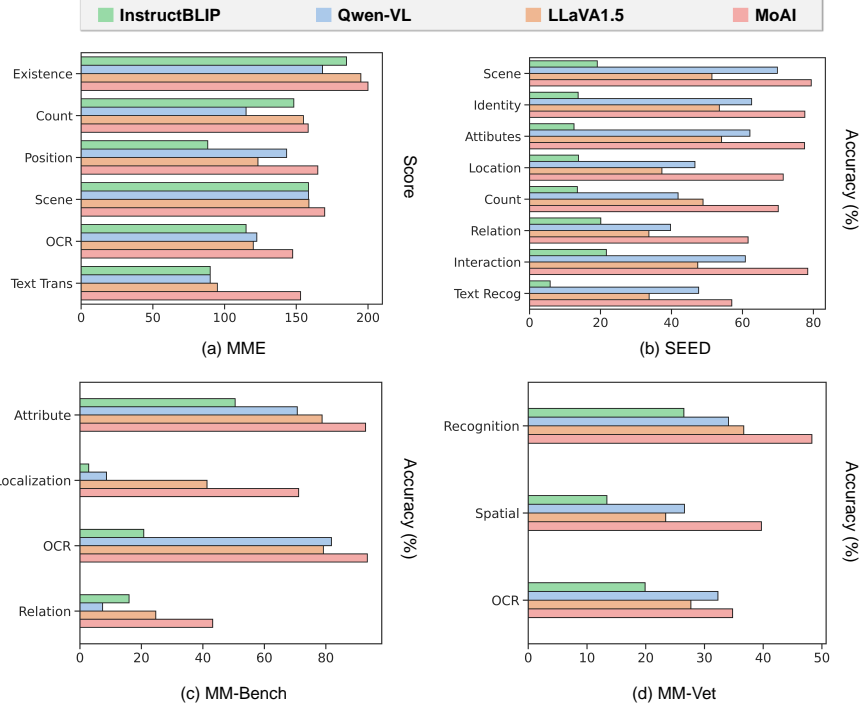 InstructBLIP Qwen-VL LLaVA1.5 MoAI
Existence
Count
Position
Scene
OCR
Text Trans
0 50 100 150 200
Score
(a) MME
Scene
Identity
Attibutes
Location
Count
Relation
Interaction
Text Recog
0 20 40 60 80
Accuracy (%)
(b) SEED
Attribute
ocalization
OCR
Relation
0 20 40 60 80
Accuracy (%)
(c) MM-Bench
Recognition
Spatial
OCR
0 10 20 30 40 50
Accuracy (%)
(d) MM-Vet